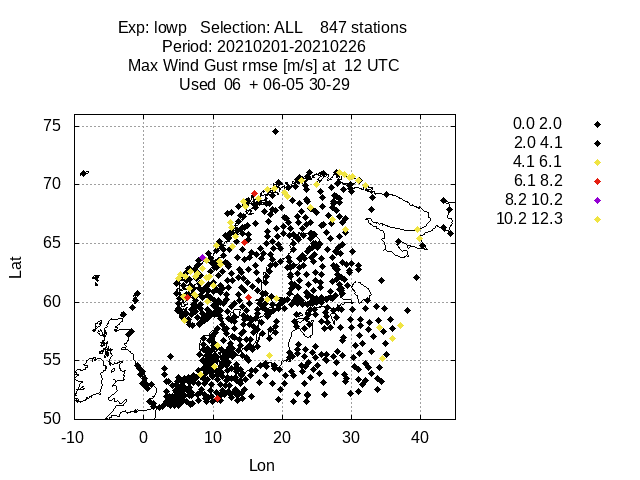 Exp: lowp   Selection: ALL    847 stations
Period: 20210201-20210226
Max Wind Gust rmse [m/s] at  12 UTC
Used  06  + 06-05 30-29
0.0 2.0
2.0 4.1
4.1 6.1
6.1 8.2
8.2 10.2
10.2 12.3
75
70
65
60
55
50
Lat
-10 0 10 20 30 40
Lon